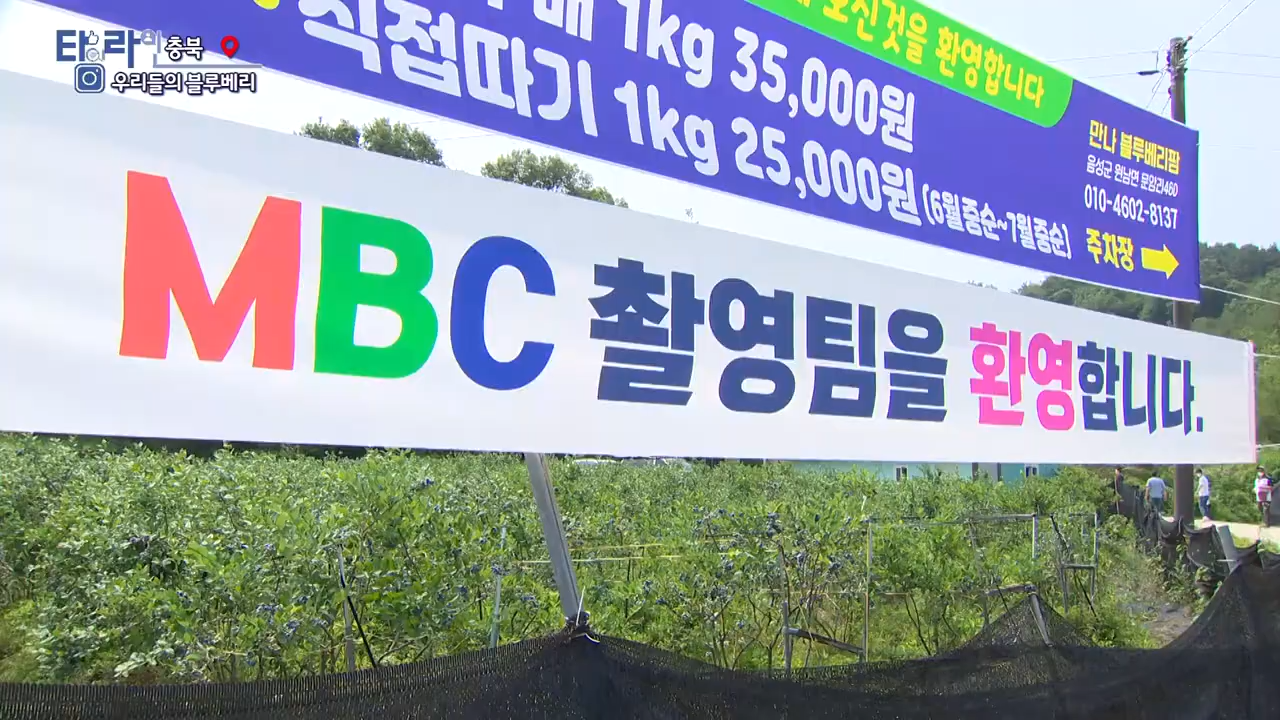 타라 충북
우리들의 블루베리
오신것을 환영합니다
매 1kg 35,000원
직접따기 1kg 25,000원 (6월중순~7월중순)
만나 블루베리팜
음성군 원남면 문암리460
010-4602-8137
주차장
MBC 촬영팀을 환영합니다.